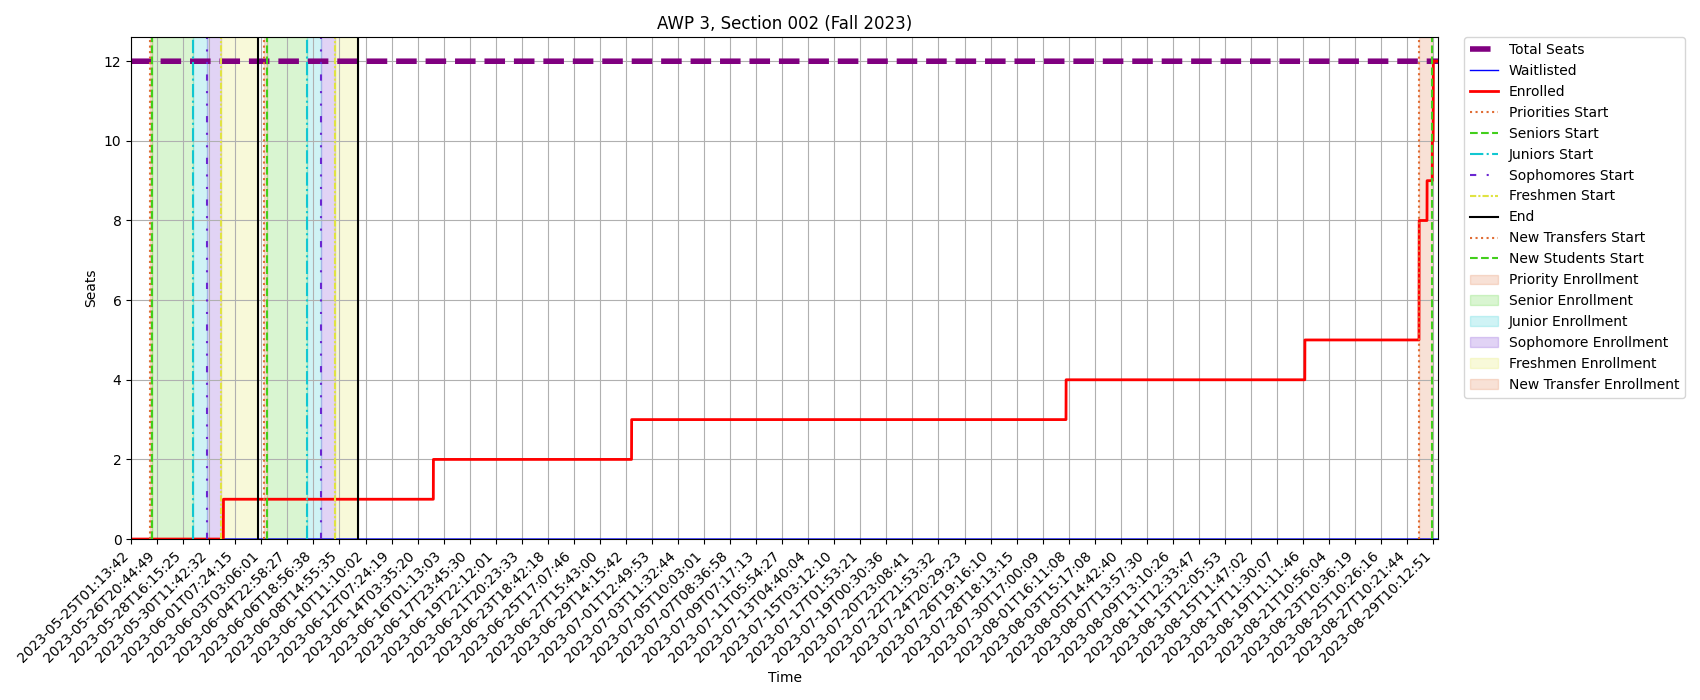 AWP 3, Section 002 (Fall 2023)
Seats
12
10
8
6
4
2
0
2023-05-25T01:13:42
2023-05-26T20:44:49
2023-05-28T16:15:25
2023-05-30T11:42:32
2023-06-01T07:24:15
2023-06-03T03:06:01
2023-06-04T22:58:27
2023-06-06T18:56:38
2023-06-08T14:55:35
2023-06-10T11:10:02
2023-06-12T07:24:19
2023-06-14T03:35:20
2023-06-16T01:13:03
2023-06-17T23:45:30
2023-06-19T22:12:01
2023-06-21T20:23:33
2023-06-23T18:42:18
2023-06-25T17:07:46
2023-06-27T15:43:00
2023-06-29T14:15:42
2023-07-01T12:49:53
2023-07-03T11:32:44
2023-07-05T10:03:01
2023-07-07T08:36:58
2023-07-09T07:17:13
2023-07-11T05:54:27
2023-07-13T04:40:04
2023-07-15T03:12:10
2023-07-17T01:53:21
2023-07-19T00:30:36
2023-07-20T23:08:41
2023-07-22T21:53:32
2023-07-24T20:29:23
2023-07-26T19:16:10
2023-07-28T18:13:15
2023-07-30T17:00:09
2023-08-01T16:11:08
2023-08-03T15:17:08
2023-08-05T14:42:40
2023-08-07T13:57:30
2023-08-09T13:10:26
2023-08-11T12:33:47
2023-08-13T12:05:53
2023-08-15T11:47:02
2023-08-17T11:30:07
2023-08-19T11:11:46
2023-08-21T10:56:04
2023-08-23T10:36:19
2023-08-25T10:26:16
2023-08-27T10:21:44
2023-08-29T10:12:51
Time
Total Seats
Waitlisted
Enrolled
Priorities Start
Seniors Start
Juniors Start
Sophomores Start
Freshmen Start
End
New Transfers Start
New Students Start
Priority Enrollment
Senior Enrollment
Junior Enrollment
Sophomore Enrollment
Freshmen Enrollment
New Transfer Enrollment